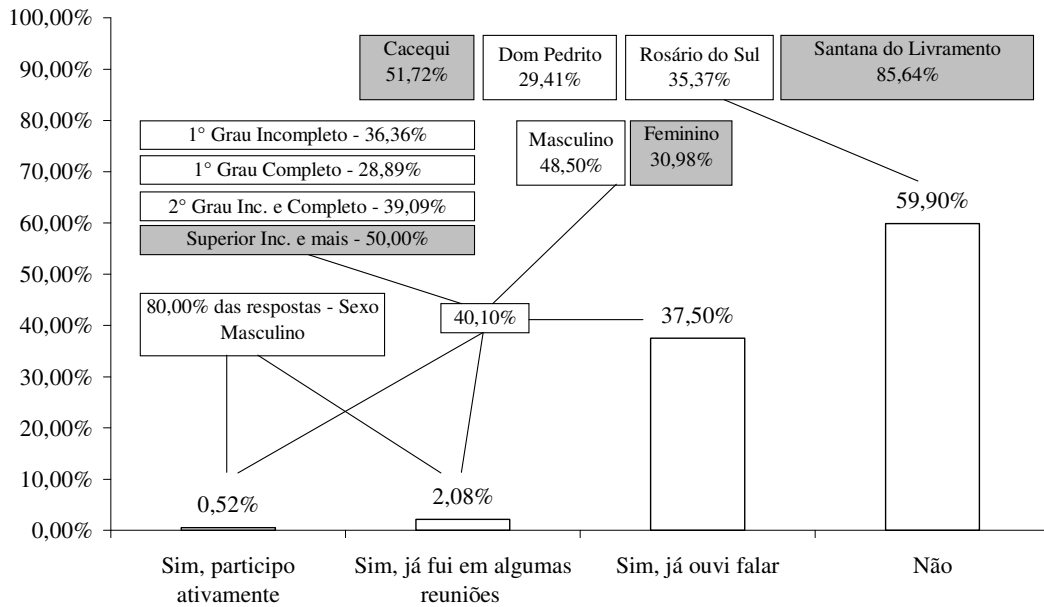 100,00%
90,00%
80,00%
70,00%
60,00%
50,00%
40,00%
30,00%
20,00%
10,00%
0,00%
Cacequi
51,72%
Dom Pedrito
29,41%
Rosário do Sul
35,37%
Santana do Livramento
85,64%
1° Grau Incompleto - 36,36%
1° Grau Completo - 28,89%
2° Grau Inc. e Completo - 39,09%
Superior Inc. e mais - 50,00%
Masculino
48,50%
Feminino
30,98%
80,00% das respostas - Sexo
Masculino
40,10%
0,52%
2,08%
37,50%
59,90%
Sim, participo
ativamente
Sim, já fui em algumas
reuniões
Sim, já ouvi falar
Não